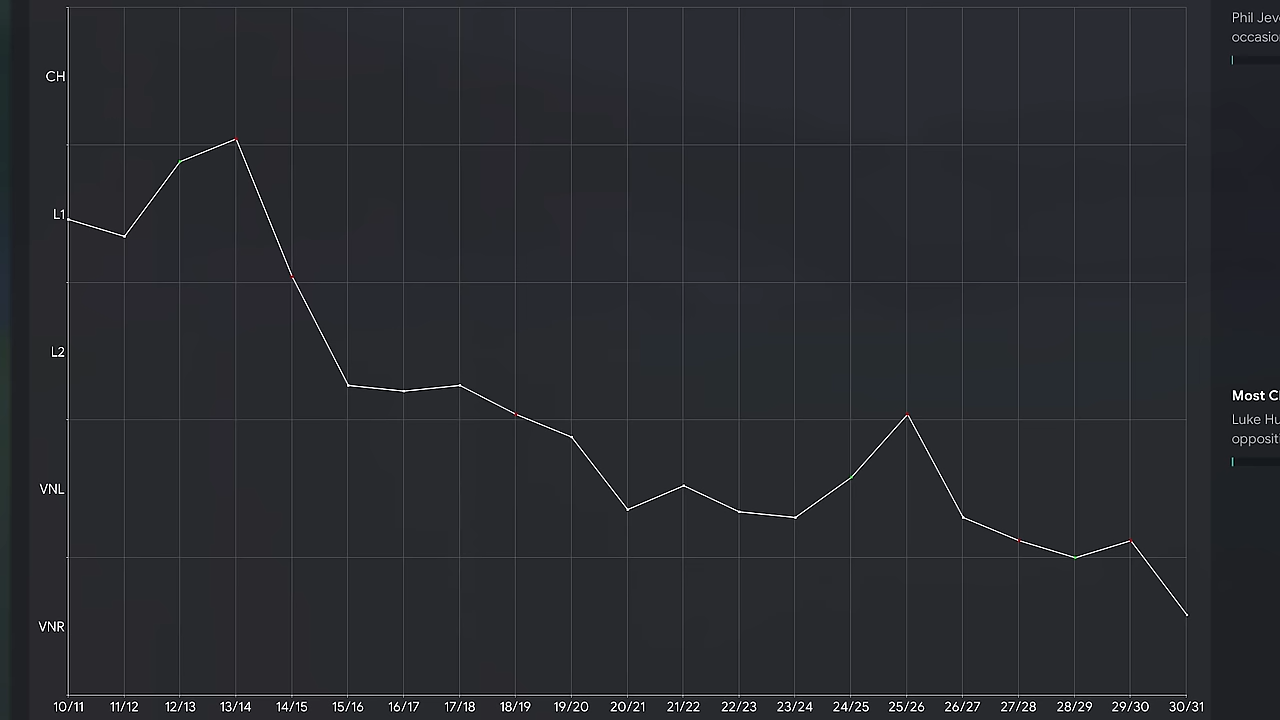 CH
L1
L2
VNL
VNR
10/11 11/12 12/13 13/14 14/15 15/16 16/17 17/18 18/19 19/20 20/21 21/22 22/23 23/24 24/25 25/26 26/27 27/28 28/29 29/30 30/31
Phil Jev
occasio
Most Cl
Luke Hu
oppositi